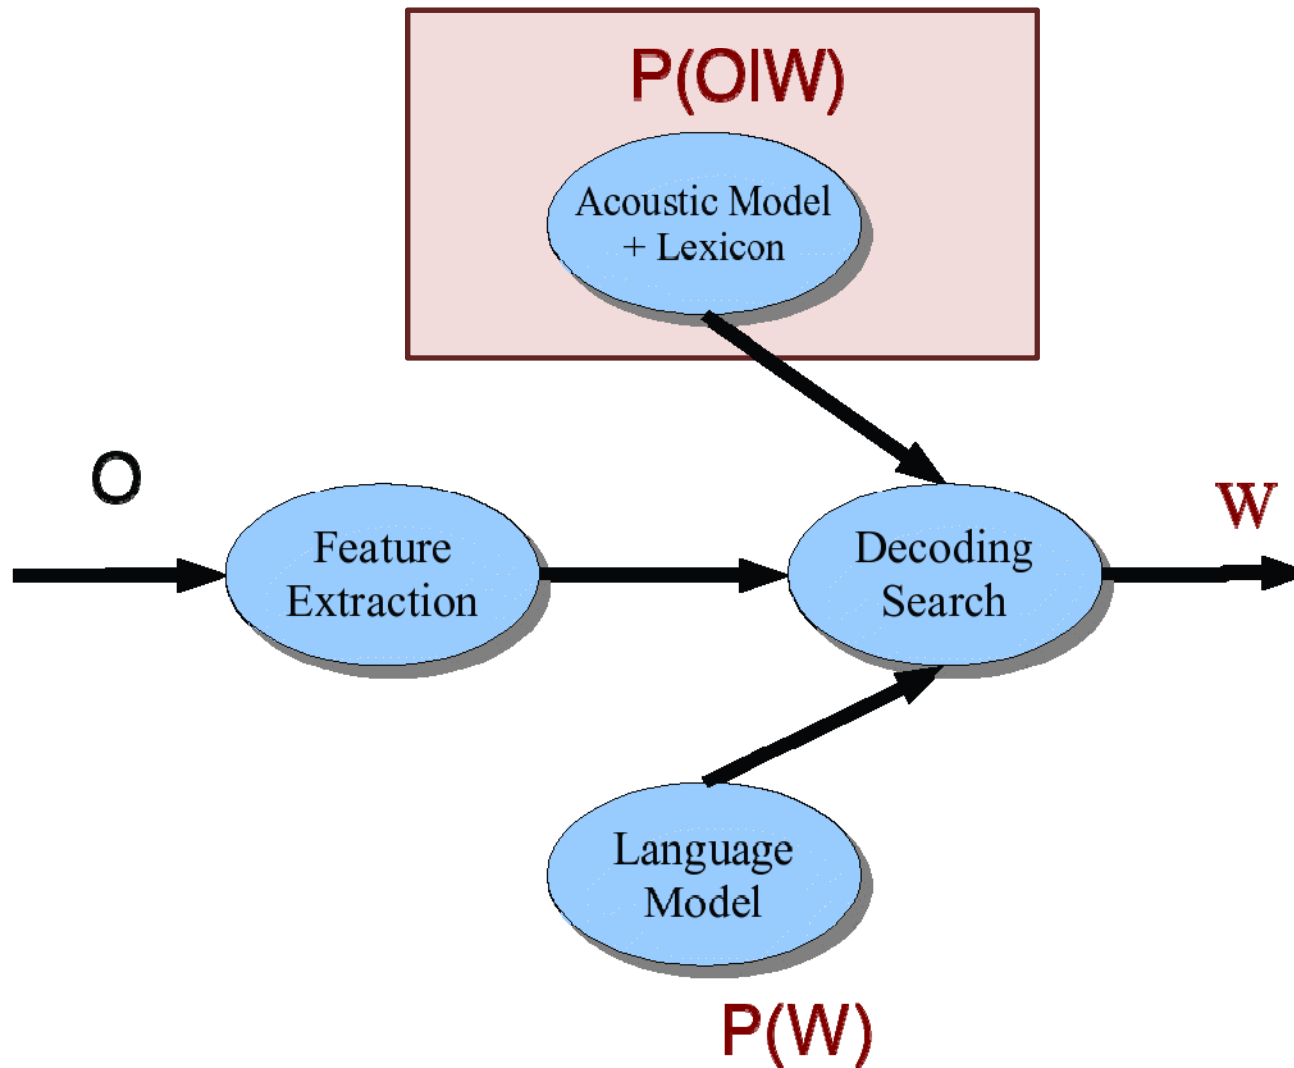 P(O|W)
Acoustic Model
+ Lexicon
O
W
Feature
Extraction
Decoding
Search
Language
Model
P(W)